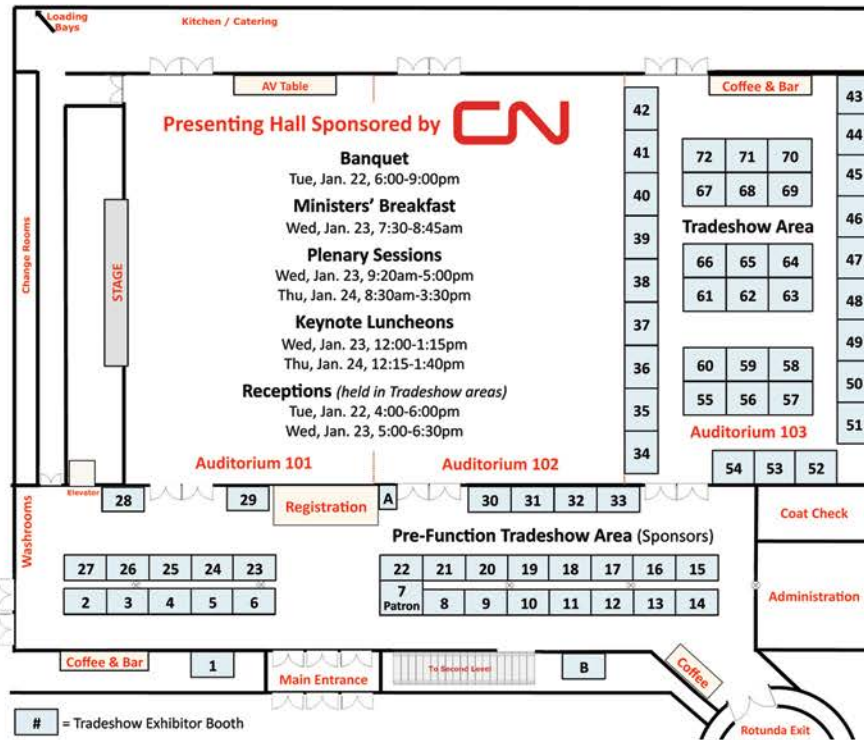 Loading
Bays
Kitchen / Catering
AV Table
Coffee & Bar
Presenting Hall Sponsored by CN
Banquet
Tue, Jan. 22, 6:00-9:00pm
Ministers' Breakfast
Wed, Jan. 23, 7:30-8:45am
Plenary Sessions
Wed, Jan. 23, 9:20am-5:00pm
Thu, Jan. 24, 8:30am-3:30pm
Keynote Luncheons
Wed, Jan. 23, 12:00-1:15pm
Thu, Jan. 24, 12:15-1:40pm
Receptions (held in Tradeshow areas)
Tue, Jan. 22, 4:00-6:00pm
Wed, Jan. 23, 5:00-6:30pm
Change Rooms
STAGE
Auditorium 101
Auditorium 102
42
41
40
39
38
37
36
35
34
72 71 70
67 68 69
Tradeshow Area
66 65 64
61 62 63
60 59 58
55 56 57
Auditorium 103
54 53 52
43
44
45
46
47
48
49
50
51
Elevator
Washrooms
28
29
Registration
A
30 31 32 33
Coat Check
Pre-Function Tradeshow Area (Sponsors)
27 26 25 24 23
2 3 4 5 6
22 21 20 19 18 17 16 15
7
Patron
8 9 10 11 12 13 14
Administration
Coffee & Bar
1
Main Entrance
To Second Level
B
Coffee
Rotunda Exit
# = Tradeshow Exhibitor Booth